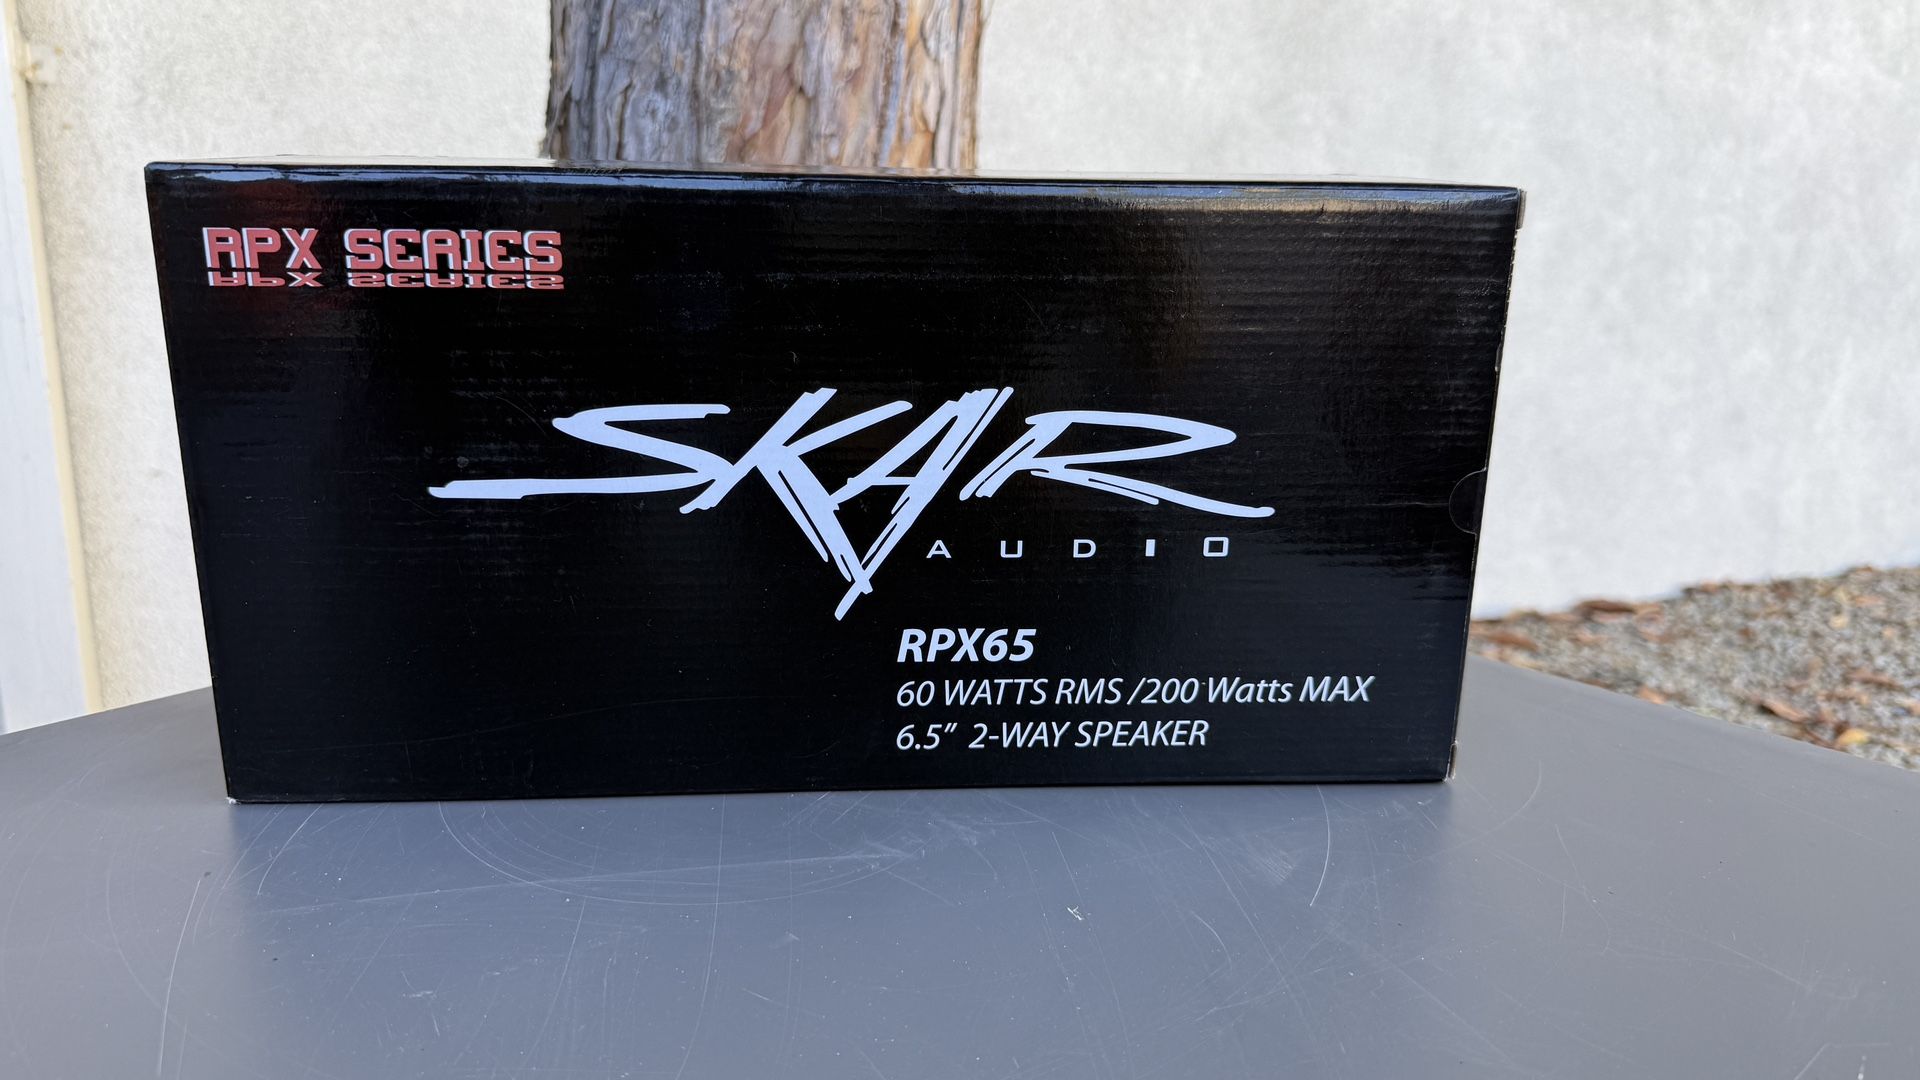 RPX SERIES
SKAR
AUDIO
RPX65
60 WATTS RMS /200 Watts MAX
6.5" 2-WAY SPEAKER